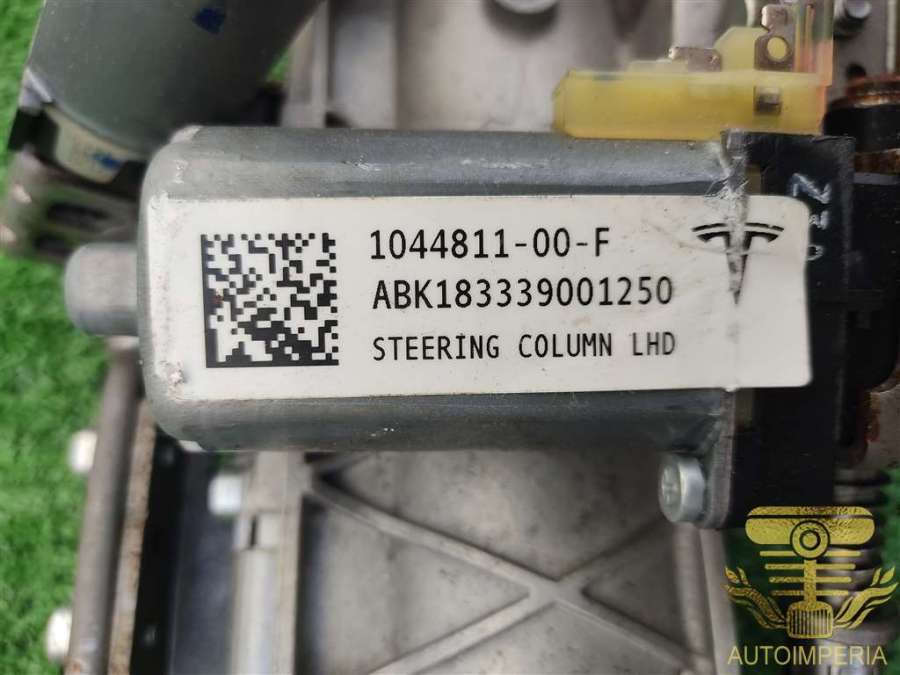 1044811-00-F
ABK183339001250
STEERING COLUMN LHD
AUTOIMPERIA